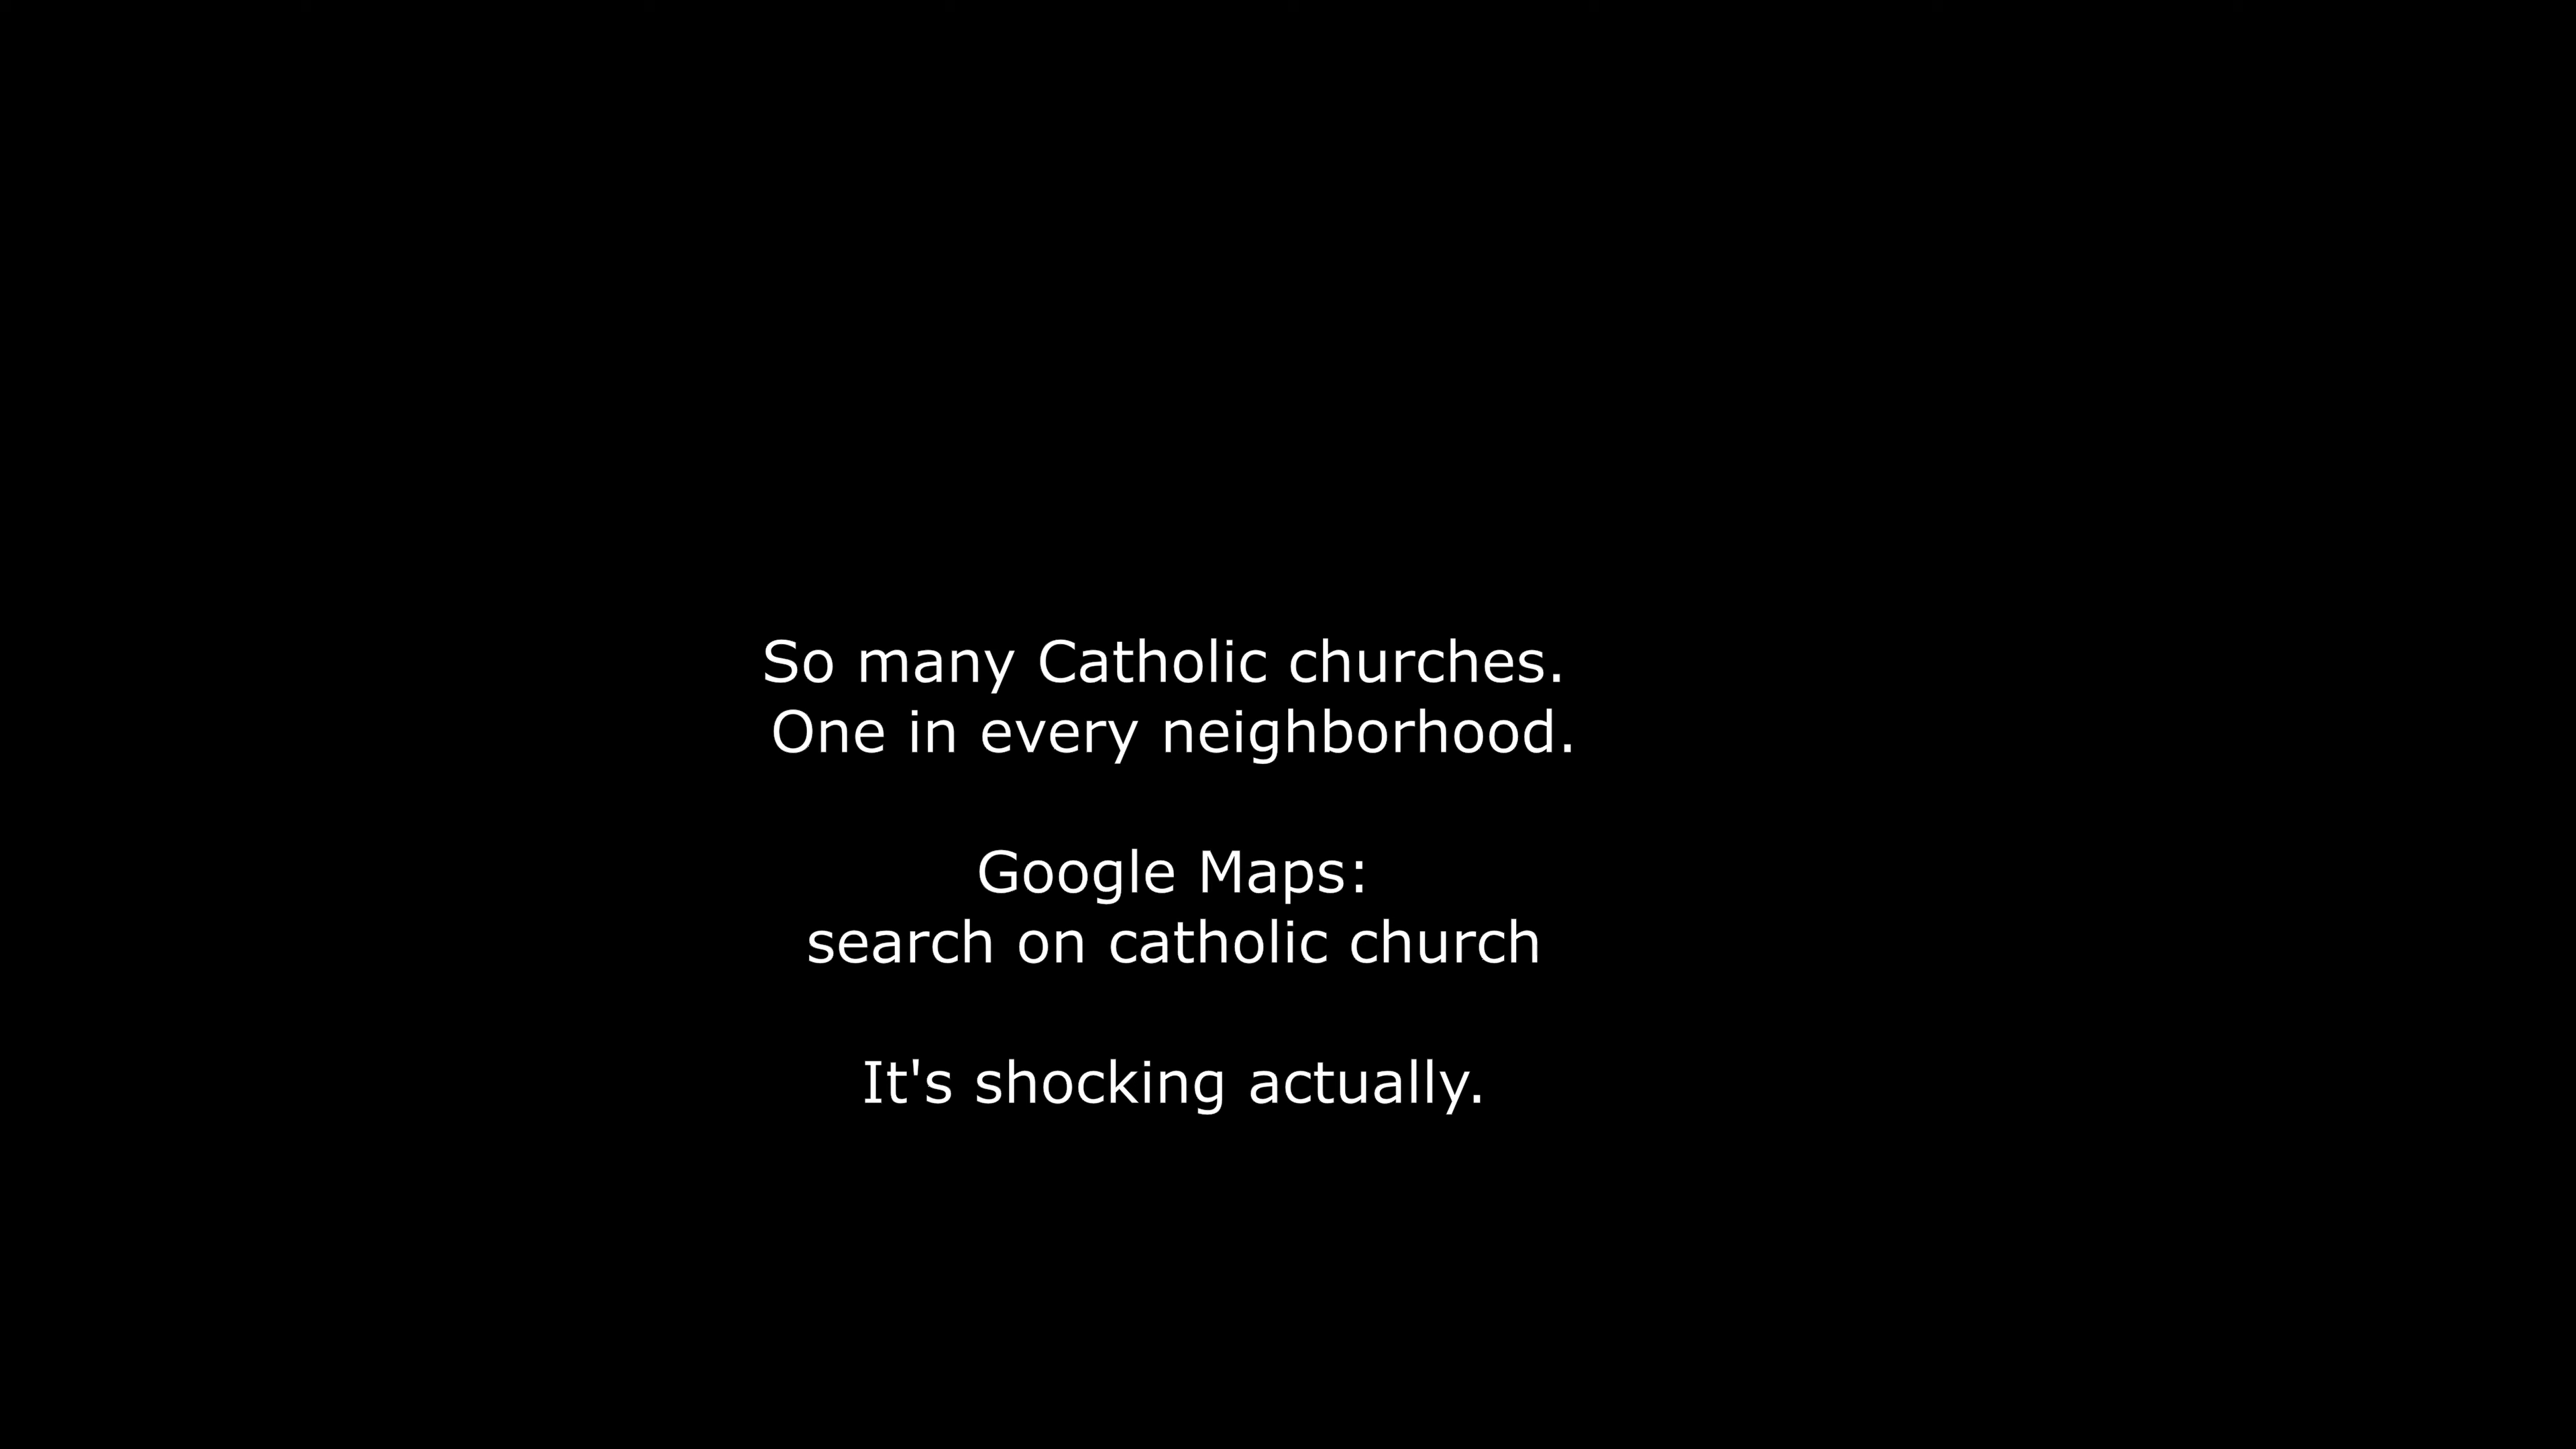 So many Catholic churches.
One in every neighborhood.
Google Maps:
search on catholic church
It's shocking actually.